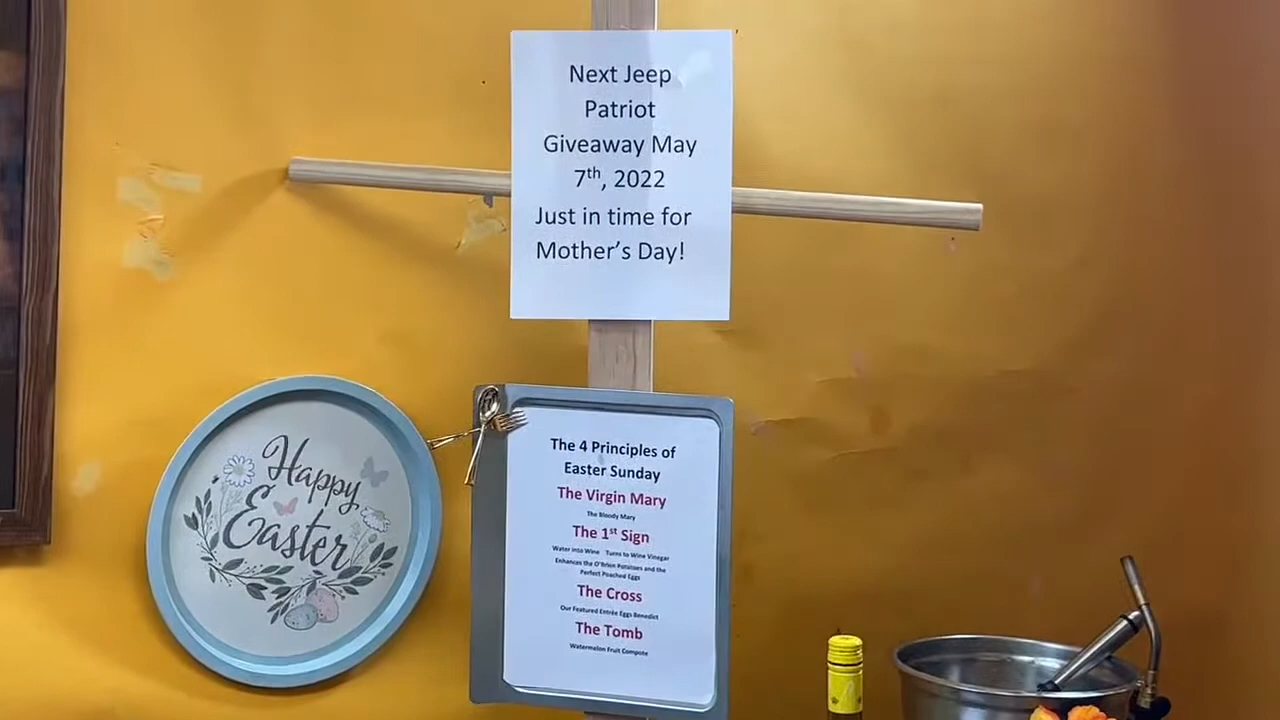 Next Jeep
Patriot
Giveaway May
7th, 2022
Just in time for
Mother's Day!
Happy
Easter
The 4 Principles of
Easter Sunday
The Virgin Mary
The Bloody Mary
The 1st Sign
Water into Wine Turns to Wine Vinegar
Enhances the O'Brien Potatoes and the
Perfect Poached Eggs
The Cross
Our Featured Entrée Eggs Benedict
The Tomb
Watermelon Fruit Compote